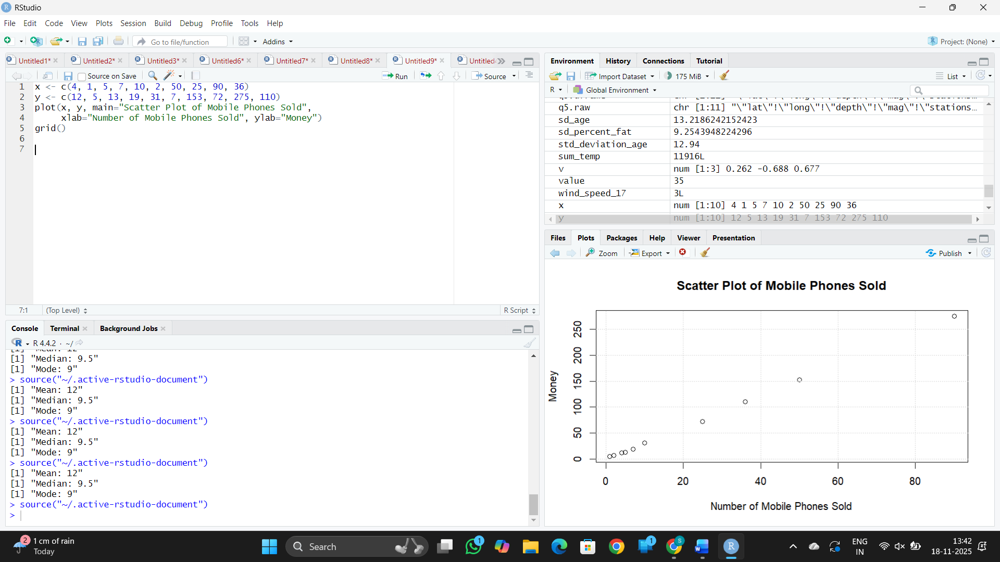 RStudio
File Edit Code View Plots Session Build Debug Profile Tools Help
Go to file/function Addins Project: (None)
Untitled1* Untitled2* Untitled3* Untitled6* Untitled7* Untitled8* Untitled9* Untitled
Source on Save Run Source
1 x <- c(4, 1, 5, 7, 10, 2, 50, 25, 90, 36)
2 y <- c(12, 5, 13, 19, 31, 7, 153, 72, 275, 110)
3 plot(x, y, main="Scatter Plot of Mobile Phones Sold",
4 xlab="Number of Mobile Phones Sold", ylab="Money")
5 grid()
6
7
7:1 (Top Level) R Script
Console Terminal Background Jobs
R 4.4.2 · ~/
[1] "Mean: 12"
[1] "Median: 9.5"
[1] "Mode: 9"
> source("~/.active-rstudio-document")
[1] "Mean: 12"
[1] "Median: 9.5"
[1] "Mode: 9"
> source("~/.active-rstudio-document")
[1] "Mean: 12"
[1] "Median: 9.5"
[1] "Mode: 9"
> source("~/.active-rstudio-document")
[1] "Mean: 12"
[1] "Median: 9.5"
[1] "Mode: 9"
> source("~/.active-rstudio-document")
>
Environment History Connections Tutorial
Import Dataset 175 MiB List
R Global Environment
q5.raw chr [1:11] "\"lat\"!\"long\"!\"depth\"!\"mag\"!\"stations...
sd_age 13.2186242152423
sd_percent_fat 9.2543948224296
std_deviation_age 12.94
sum_temp 11916L
v num [1:3] 0.262 -0.688 0.677
value 35
wind_speed_17 3L
x num [1:10] 4 1 5 7 10 2 50 25 90 36
y num [1:10] 12 5 13 19 31 7 153 72 275 110
Files Plots Packages Help Viewer Presentation
Zoom Export Publish
Scatter Plot of Mobile Phones Sold
Money
250
200
150
100
50
0
0 20 40 60 80
Number of Mobile Phones Sold
2 1 cm of rain
Today
Search
1
1
S
ENG
IN
13:42
18-11-2025